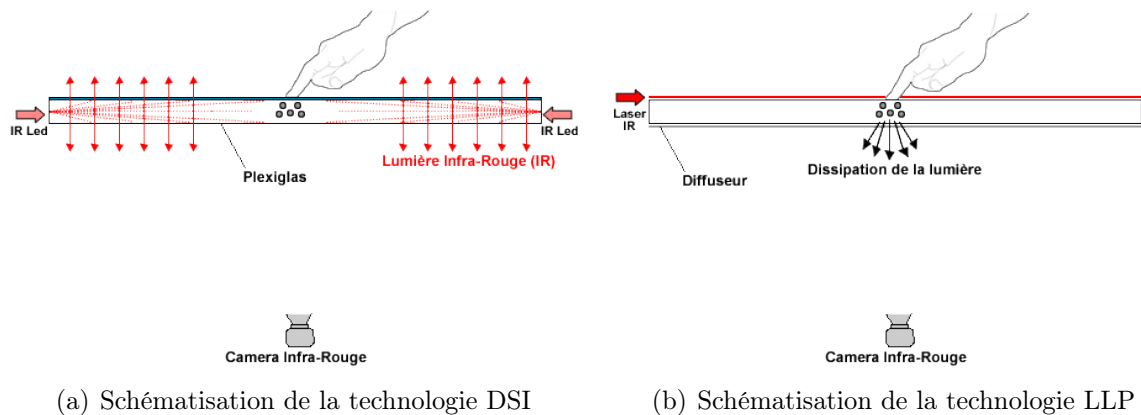 IR Led
IR Led
Plexiglas
Lumière Infra-Rouge (IR)
Camera Infra-Rouge
(a) Schématisation de la technologie DSI
Laser
IR
Diffuseur
Dissipation de la lumière
Camera Infra-Rouge
(b) Schématisation de la technologie LLP